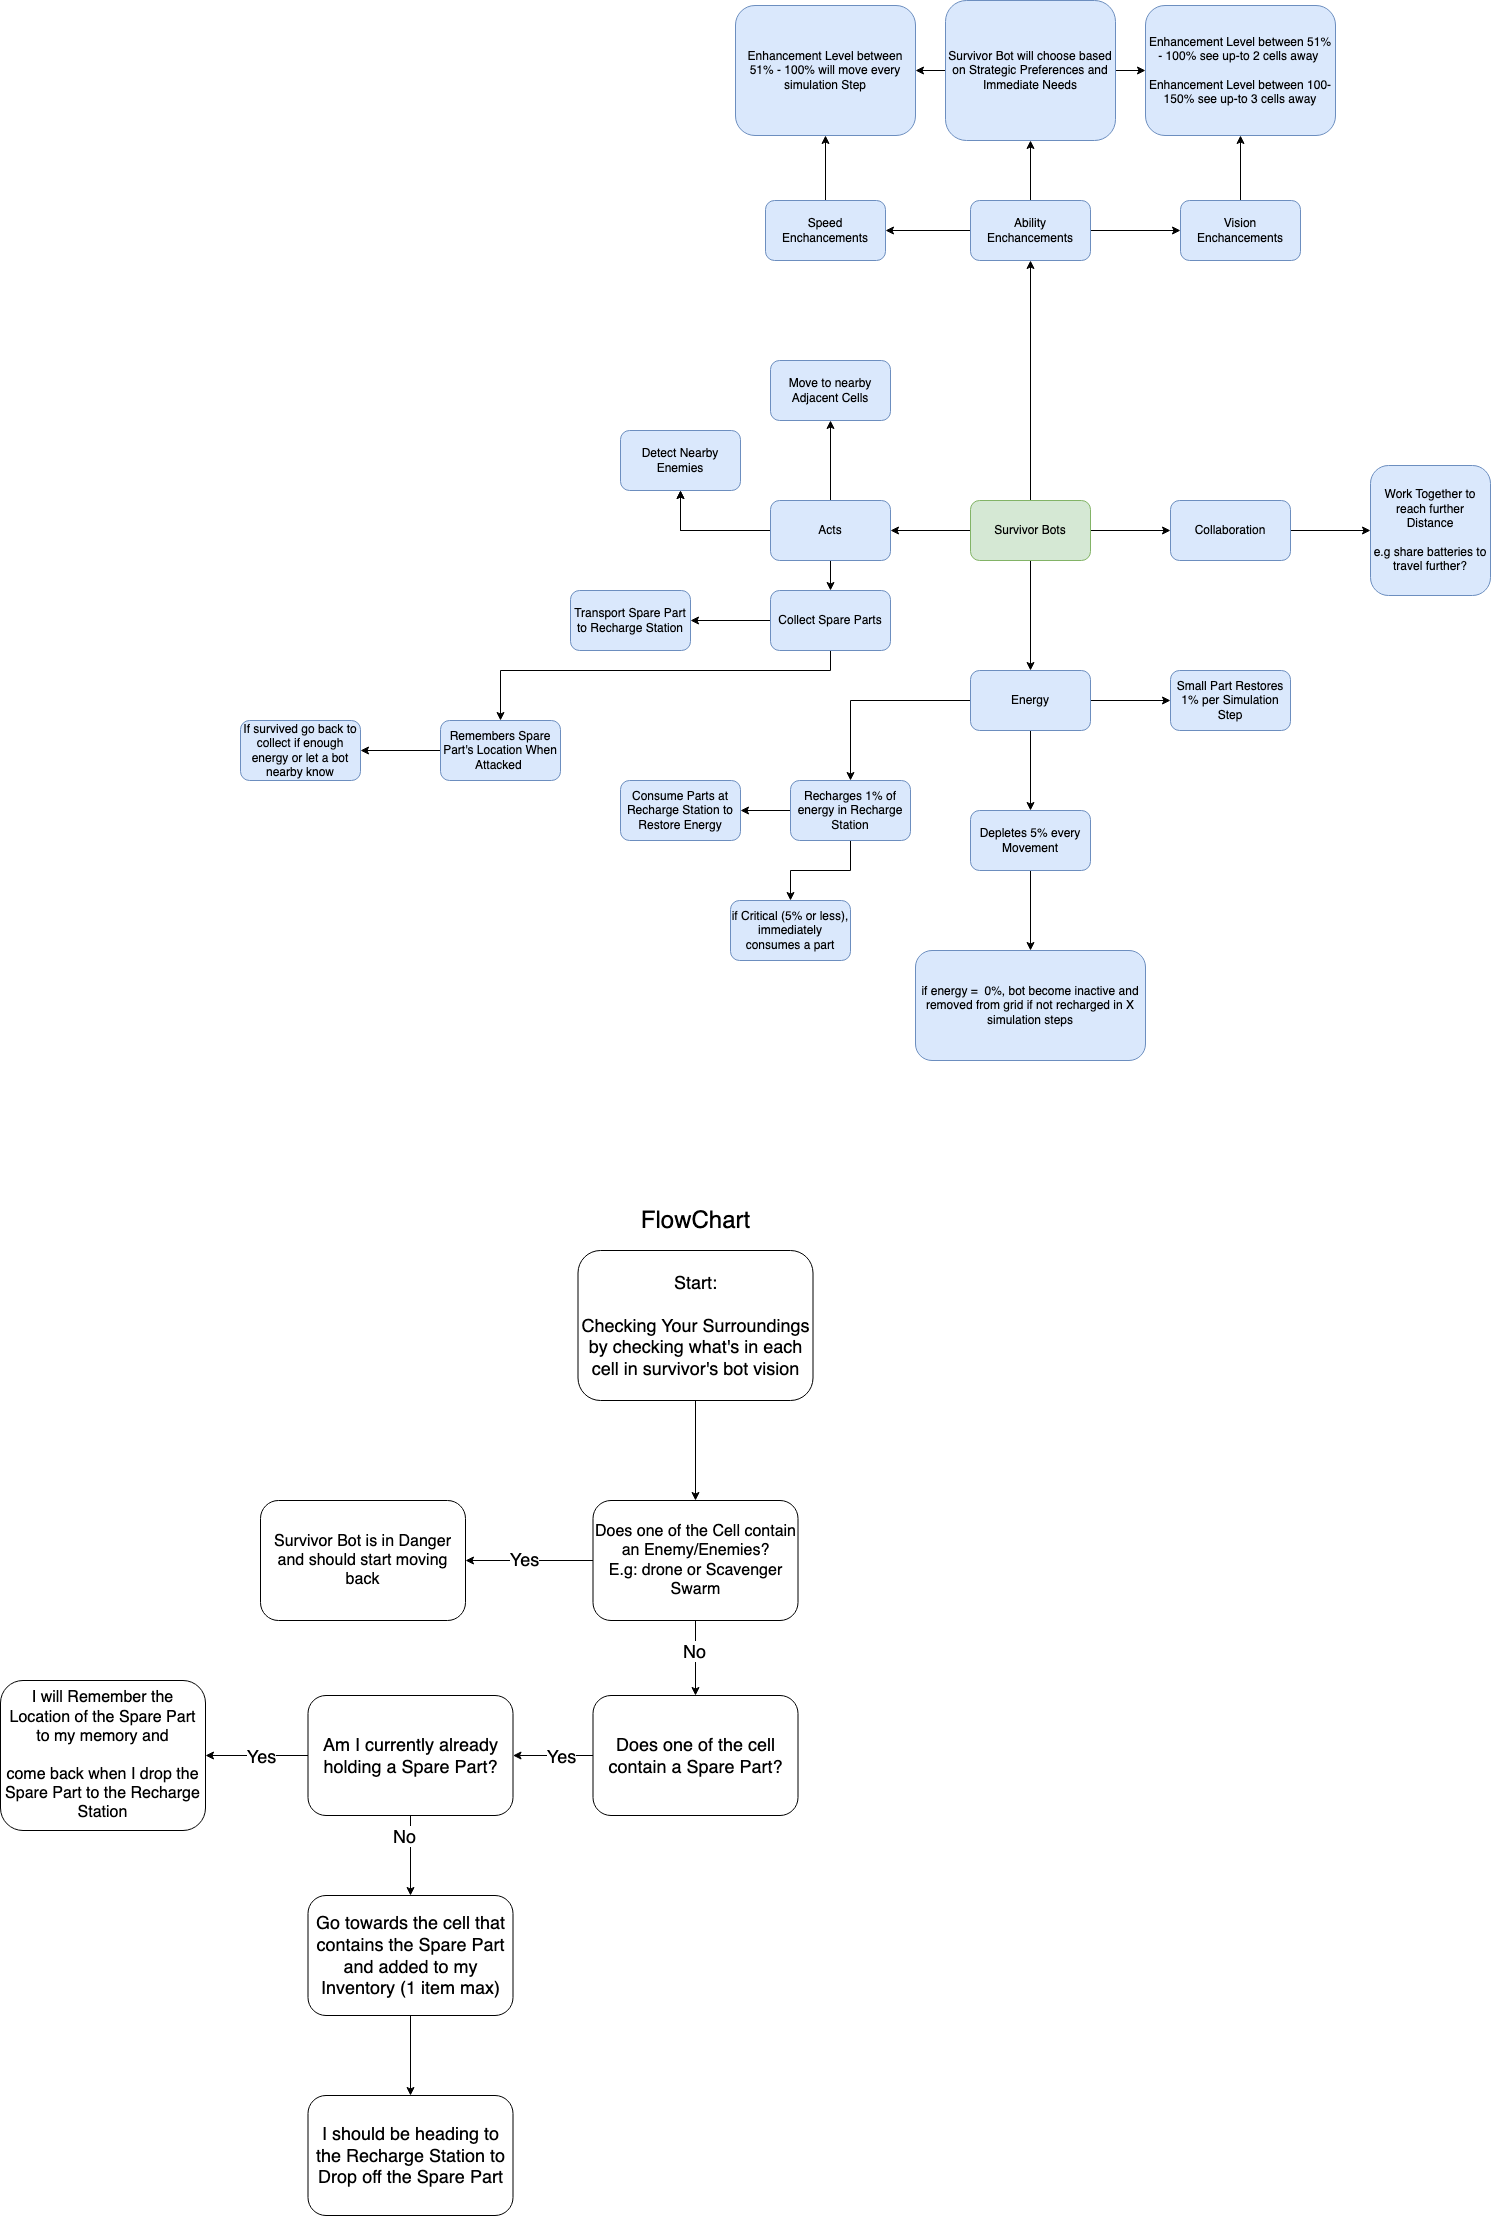 Enhancement Level between
51% - 100% will move every
simulation Step
Survivor Bot will choose based
on Strategic Preferences and
Immediate Needs
Enhancement Level between 51%
- 100% see up-to 2 cells away
Enhancement Level between 100-
150% see up-to 3 cells away
Speed
Enchancements
Ability
Enchancements
Vision
Enchancements
Move to nearby
Adjacent Cells
Detect Nearby
Enemies
Acts
Survivor Bots
Collaboration
Work Together to
reach further
Distance
e.g share batteries to
travel further?
Transport Spare Part
to Recharge Station
Collect Spare Parts
Energy
Small Part Restores
1% per Simulation
Step
If survived go back to
collect if enough
energy or let a bot
nearby know
Remembers Spare
Part's Location When
Attacked
Consume Parts at
Recharge Station to
Restore Energy
Recharges 1% of
energy in Recharge
Station
Depletes 5% every
Movement
if Critical (5% or less),
immediately
consumes a part
if energy =  0%, bot become inactive and
removed from grid if not recharged in X
simulation steps
FlowChart
Start:
Checking Your Surroundings
by checking what's in each
cell in survivor's bot vision
Survivor Bot is in Danger
and should start moving
back
Yes
Does one of the Cell contain
an Enemy/Enemies?
E.g: drone or Scavenger
Swarm
No
I will Remember the
Location of the Spare Part
to my memory and
come back when I drop the
Spare Part to the Recharge
Station
Yes
Am I currently already
holding a Spare Part?
Yes
Does one of the cell
contain a Spare Part?
No
Go towards the cell that
contains the Spare Part
and added to my
Inventory (1 item max)
I should be heading to
the Recharge Station to
Drop off the Spare Part